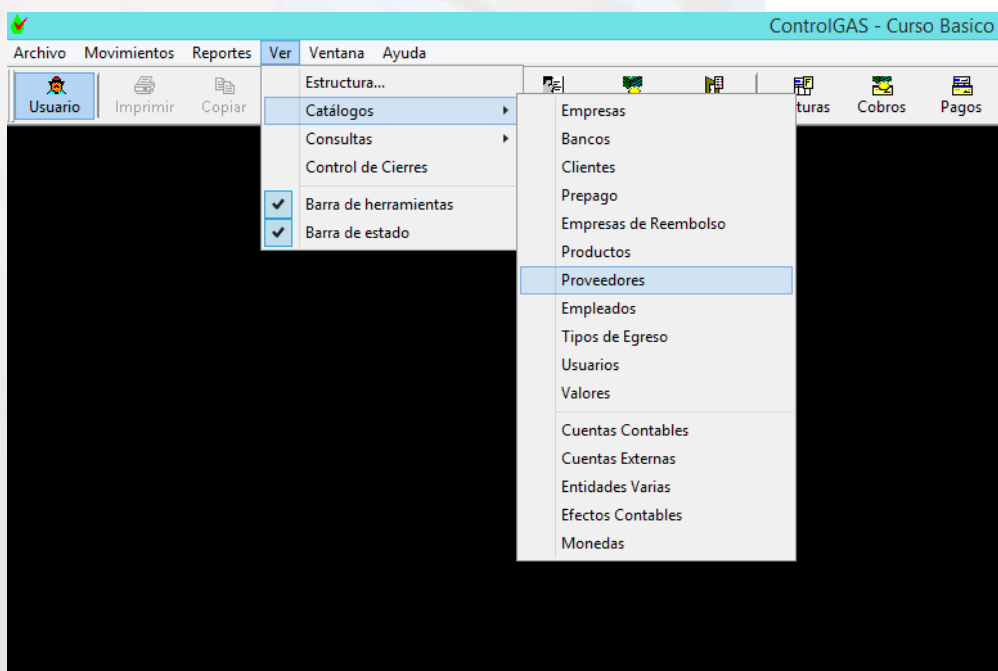 ControlGAS - Curso Basico
Archivo Movimientos Reportes Ver Ventana Ayuda
Usuario Imprimir Copiar turas Cobros Pagos
Estructura...
Catálogos
Consultas
Control de Cierres
Barra de herramientas
Barra de estado
Empresas
Bancos
Clientes
Prepago
Empresas de Reembolso
Productos
Proveedores
Empleados
Tipos de Egreso
Usuarios
Valores
Cuentas Contables
Cuentas Externas
Entidades Varias
Efectos Contables
Monedas